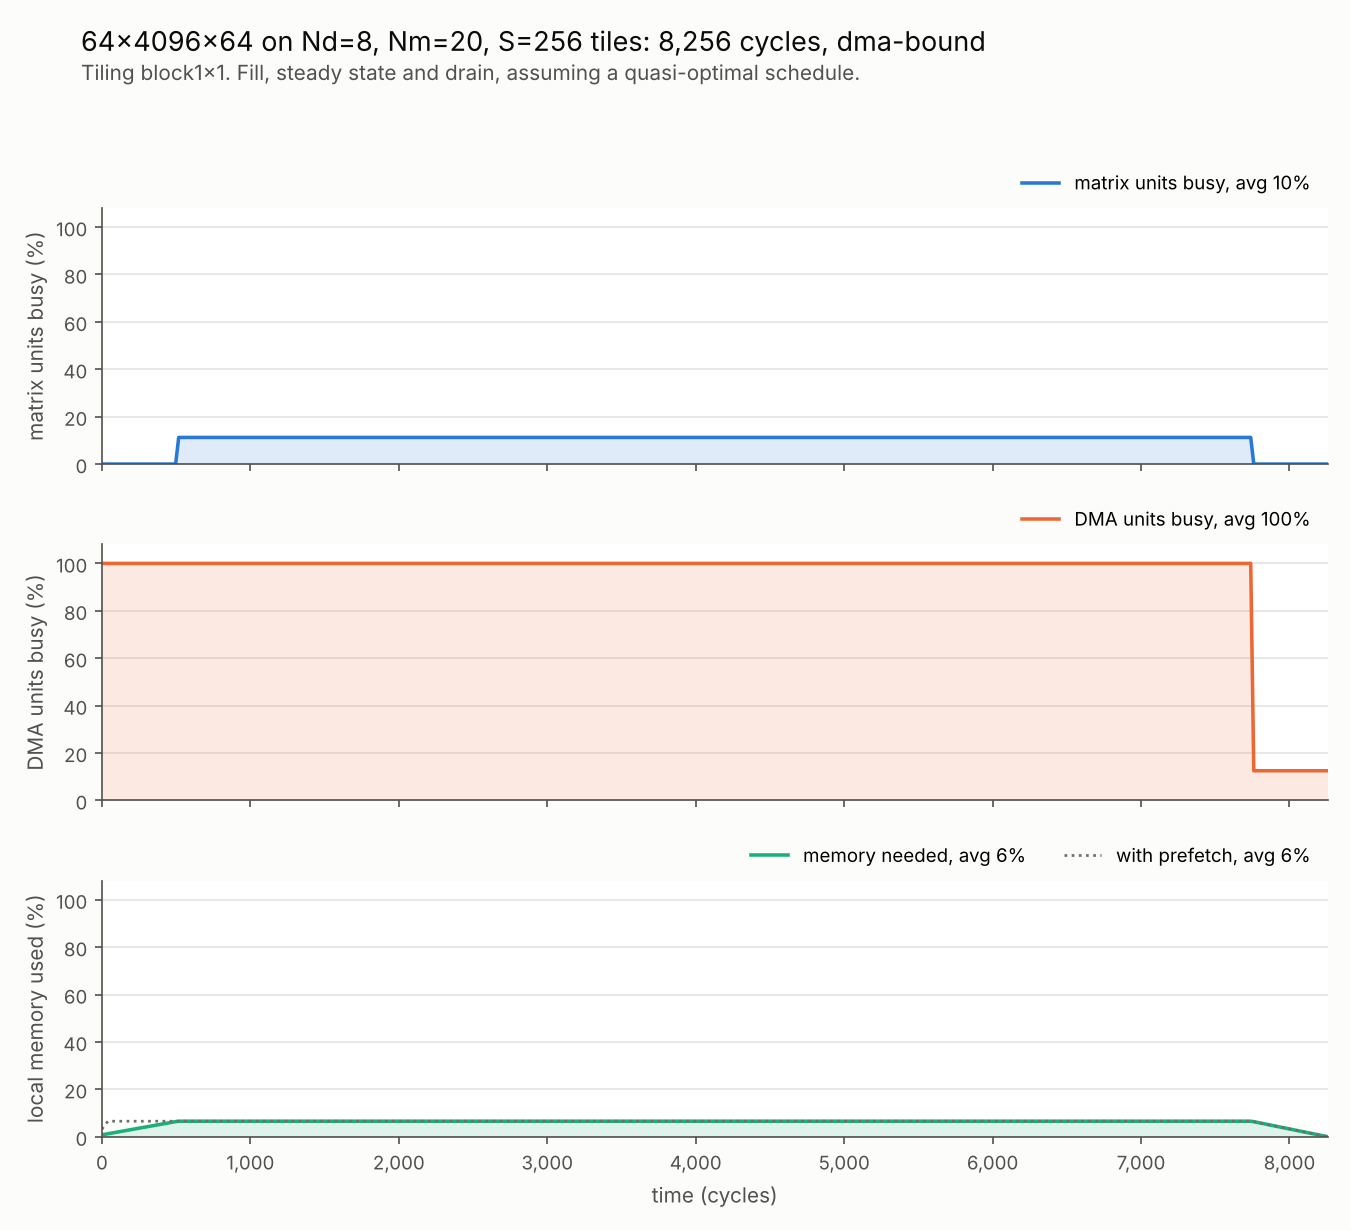 64×4096×64 on Nd=8, Nm=20, S=256 tiles: 8,256 cycles, dma-bound
Tiling block1×1. Fill, steady state and drain, assuming a quasi-optimal schedule.
matrix units busy, avg 10%
matrix units busy (%)
100
80
60
40
20
0
DMA units busy, avg 100%
DMA units busy (%)
100
80
60
40
20
0
memory needed, avg 6%
with prefetch, avg 6%
local memory used (%)
100
80
60
40
20
0
0 1,000 2,000 3,000 4,000 5,000 6,000 7,000 8,000
time (cycles)